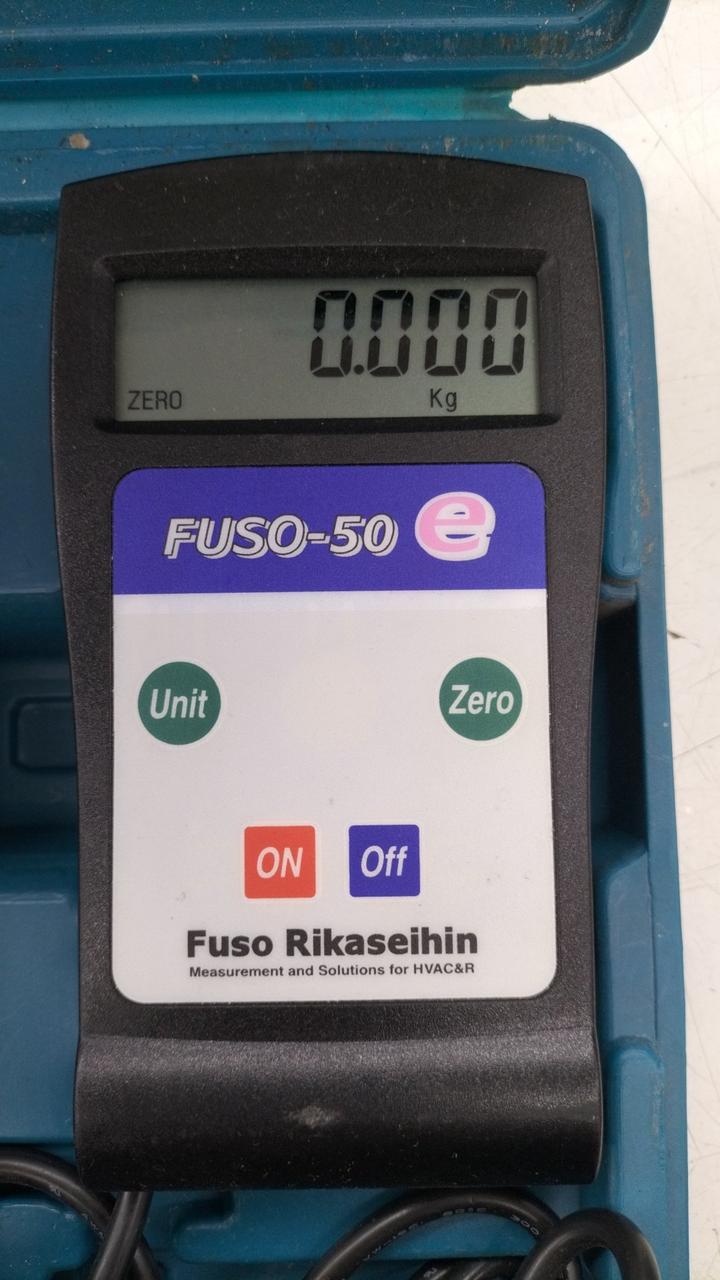 0.000
ZERO Kg
FUSO-50 e
Unit
Zero
ON
Off
Fuso Rikaseihin
Measurement and Solutions for HVAC&R